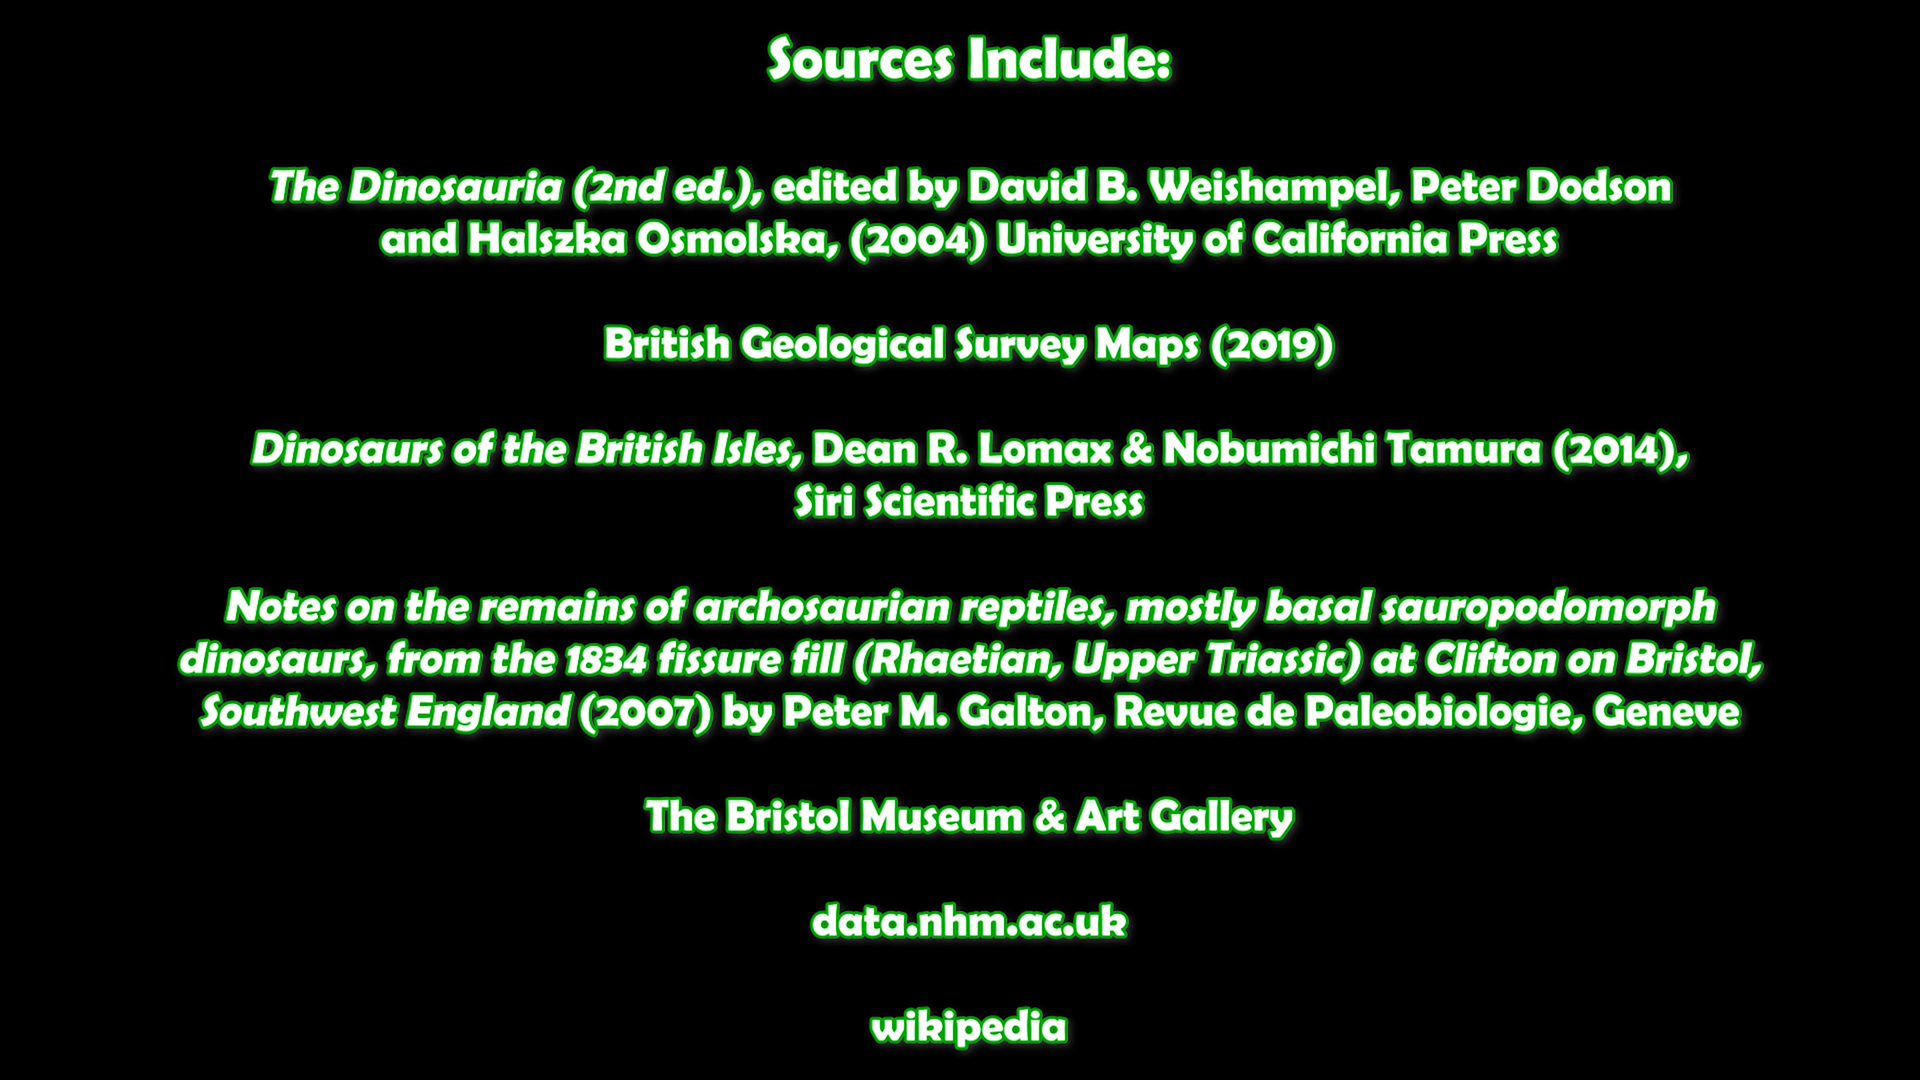 Sources Include:
The Dinosauria (2nd ed.), edited by David B. Weishampel, Peter Dodson
and Halszka Osmolska, (2004) University of California Press
British Geological Survey Maps (2019)
Dinosaurs of the British Isles, Dean R. Lomax & Nobumichi Tamura (2014),
Siri Scientific Press
Notes on the remains of archosaurian reptiles, mostly basal sauropodomorph
dinosaurs, from the 1834 fissure fill (Rhaetian, Upper Triassic) at Clifton on Bristol,
Southwest England (2007) by Peter M. Galton, Revue de Paleobiologie, Geneve
The Bristol Museum & Art Gallery
data.nhm.ac.uk
wikipedia